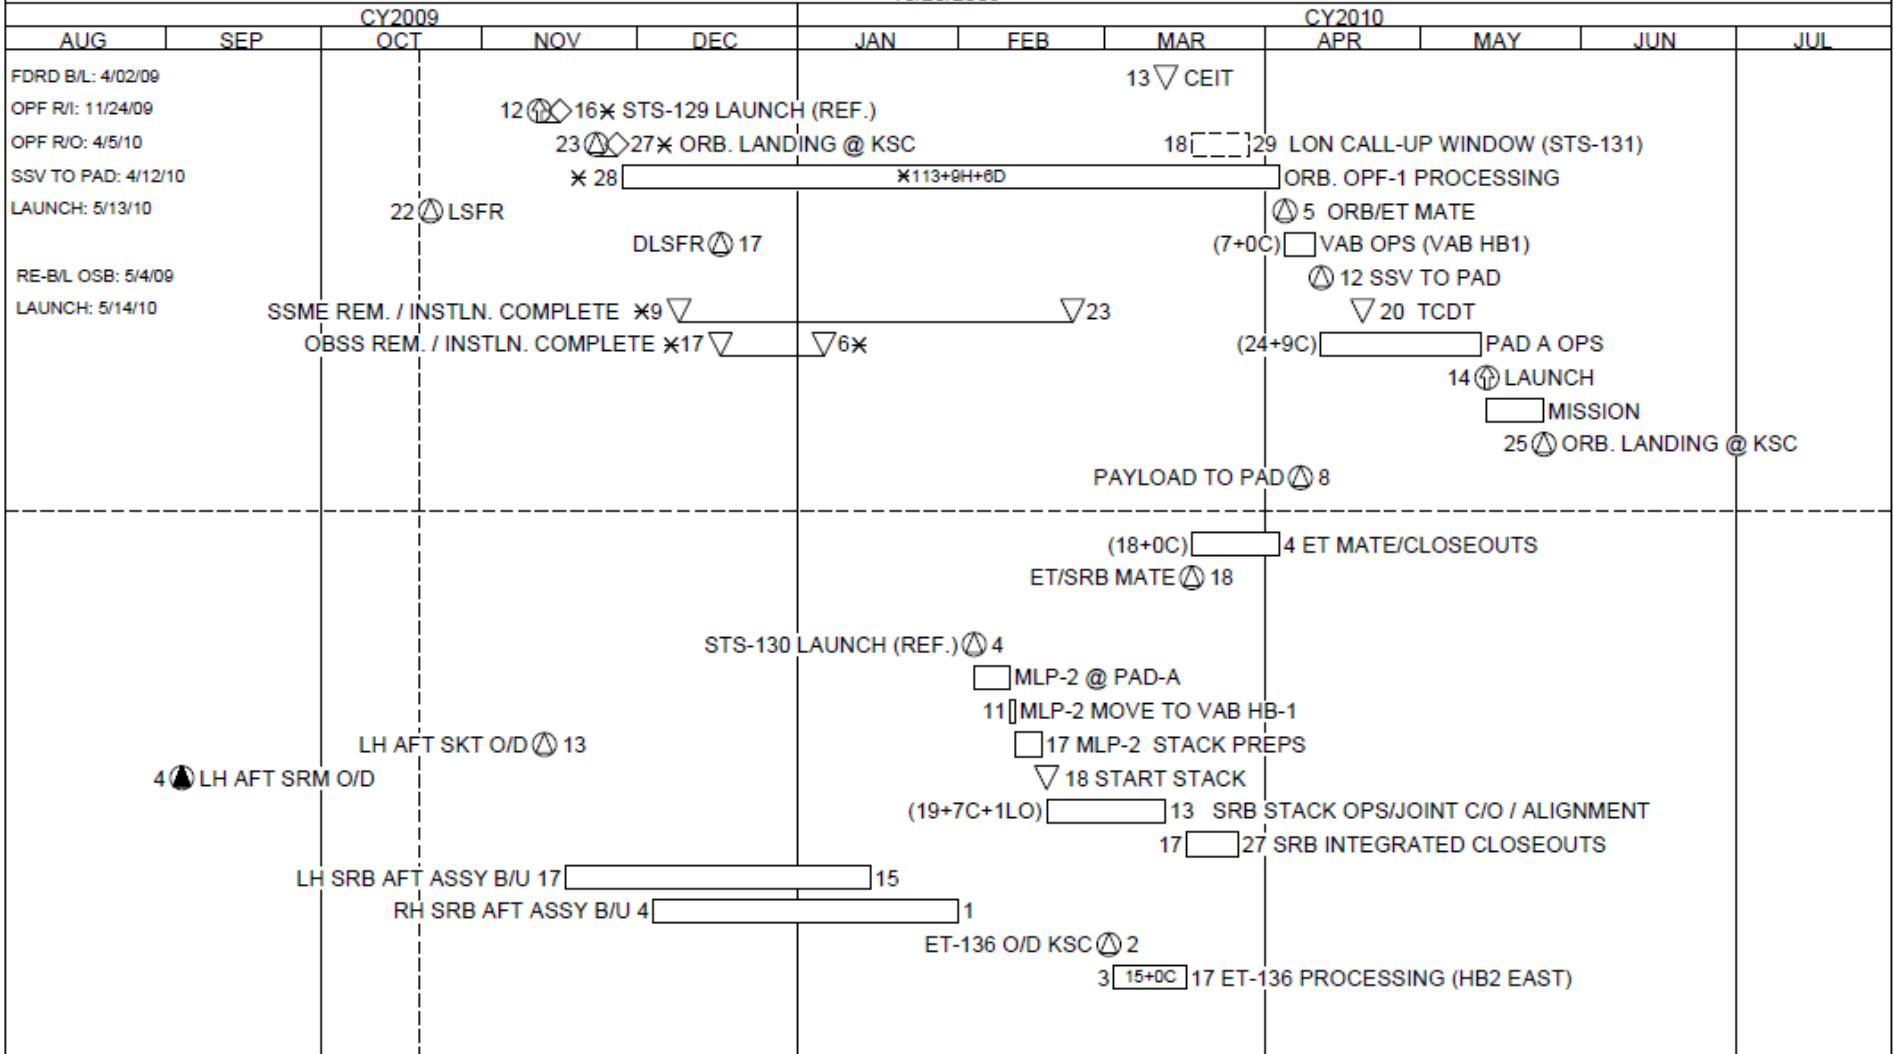 CY2009 CY2010
AUG SEP OCT NOV DEC JAN FEB MAR APR MAY JUN JUL
FDRD B/L: 4/02/09 13 CEIT
OPF R/I: 11/24/09 12 16 STS-129 LAUNCH (REF.)
OPF R/O: 4/5/10 23 27 ORB. LANDING @ KSC 18 29 LON CALL-UP WINDOW (STS-131)
SSV TO PAD: 4/12/10 28 113+9H+6D ORB. OPF-1 PROCESSING
LAUNCH: 5/13/10 22 LSFR 5 ORB/ET MATE
DLSFR 17 (7+0C) VAB OPS (VAB HB1)
RE-B/L OSB: 5/4/09 12 SSV TO PAD
LAUNCH: 5/14/10 SSME REM. / INSTLN. COMPLETE 9 23 20 TCDT
OBSS REM. / INSTLN. COMPLETE 17 6 (24+9C) PAD A OPS
14 LAUNCH
MISSION
25 ORB. LANDING @ KSC
PAYLOAD TO PAD 8
(18+0C) 4 ET MATE/CLOSEOUTS
ET/SRB MATE 18
STS-130 LAUNCH (REF.) 4
MLP-2 @ PAD-A
11 MLP-2 MOVE TO VAB HB-1
LH AFT SKT O/D 13 17 MLP-2 STACK PREPS
4 LH AFT SRM O/D 18 START STACK
(19+7C+1LO) 13 SRB STACK OPS/JOINT C/O / ALIGNMENT
17 27 SRB INTEGRATED CLOSEOUTS
LH SRB AFT ASSY B/U 17 15
RH SRB AFT ASSY B/U 4 1
ET-136 O/D KSC 2
3 15+0C 17 ET-136 PROCESSING (HB2 EAST)